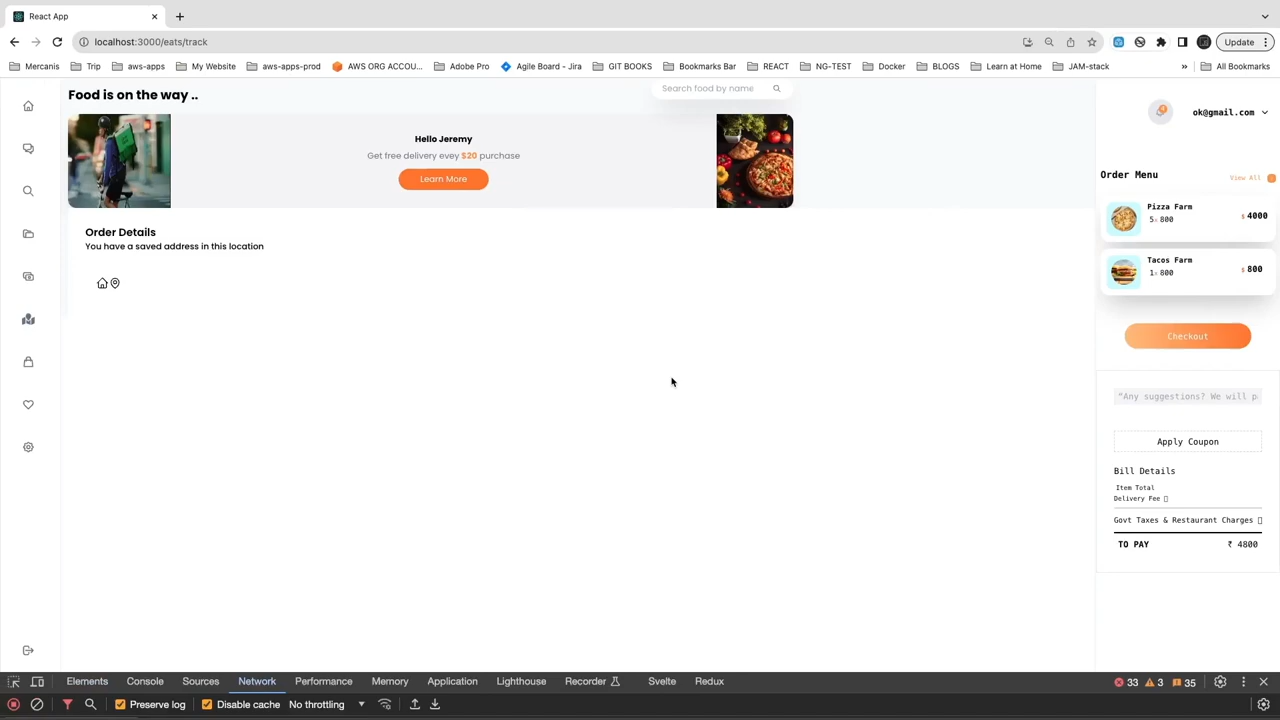 React App
localhost:3000/eats/track
Update
Mercanis
Trip
aws-apps
My Website
aws-apps-prod
AWS ORG ACCOU...
Adobe Pro
Agile Board - Jira
GIT BOOKS
Bookmarks Bar
REACT
NG-TEST
Docker
BLOGS
Learn at Home
JAM-stack
»
All Bookmarks
Food is on the way ..
Search food by name
Hello Jeremy
Get free delivery evey $20 purchase
Learn More
Order Details
You have a saved address in this location
ok@gmail.com
Order Menu
View All
Pizza Farm
5x 800
$ 4000
Tacos Farm
1x 800
$ 800
Checkout
"Any suggestions? We will p
Apply Coupon
Bill Details
Item Total
Delivery Fee
Govt Taxes & Restaurant Charges
TO PAY
₹ 4800
Elements
Console
Sources
Network
Performance
Memory
Application
Lighthouse
Recorder
Svelte
Redux
33
3
35
Preserve log
Disable cache
No throttling